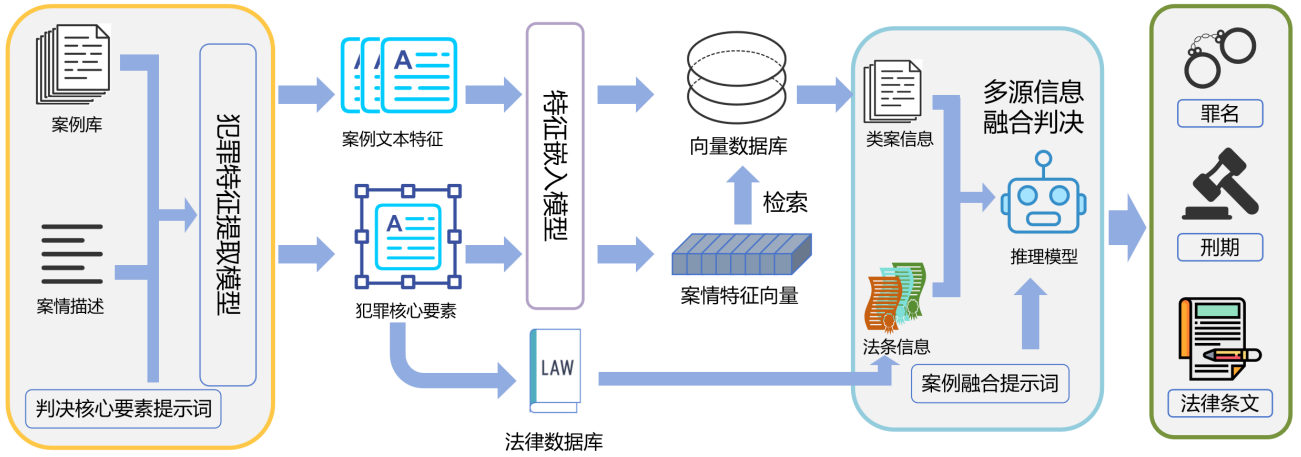 案例库
案情描述
判决核心要素提示词
犯罪特征提取模型
A
A
A
案例文本特征
A
犯罪核心要素
特征嵌入模型
LAW
法律数据库
向量数据库
检索
案情特征向量
类案信息
法条信息
多源信息
融合判决
推理模型
案例融合提示词
罪名
刑期
法律条文